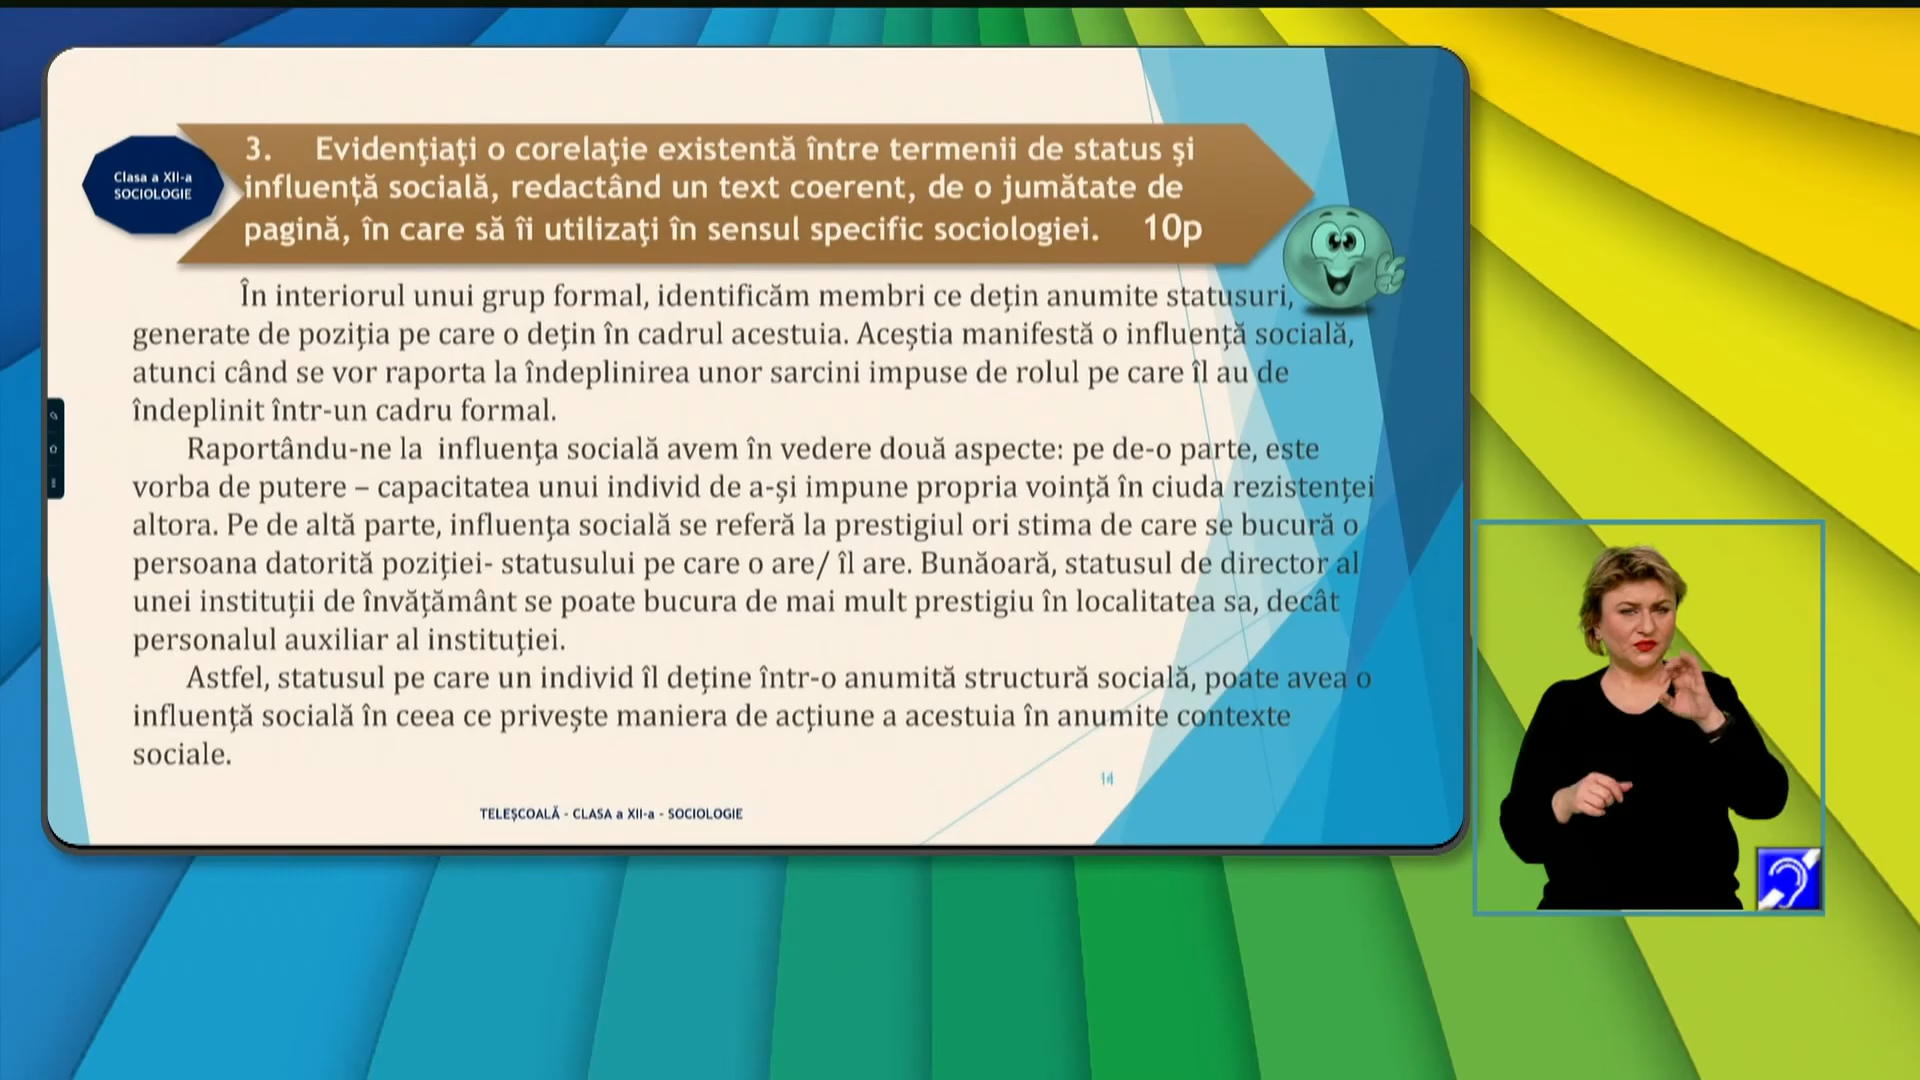 Clasa a XII-a
SOCIOLOGIE
3. Evidenţiaţi o corelaţie existentă între termenii de status şi
influenţă socială, redactând un text coerent, de o jumătate de
pagină, în care să îi utilizaţi în sensul specific sociologiei. 10p
În interiorul unui grup formal, identificăm membri ce dețin anumite statusuri,
generate de poziția pe care o dețin în cadrul acestuia. Aceștia manifestă o influență socială,
atunci când se vor raporta la îndeplinirea unor sarcini impuse de rolul pe care îl au de
îndeplinit într-un cadru formal.
Raportându-ne la influența socială avem în vedere două aspecte: pe de-o parte, este
vorba de putere – capacitatea unui individ de a-și impune propria voință în ciuda rezistenței
altora. Pe de altă parte, influența socială se referă la prestigiul ori stima de care se bucură o
persoana datorită poziției- statusului pe care o are/ îl are. Bunăoară, statusul de director al
unei instituții de învățământ se poate bucura de mai mult prestigiu în localitatea sa, decât
personalul auxiliar al instituției.
Astfel, statusul pe care un individ îl deține într-o anumită structură socială, poate avea o
influență socială în ceea ce privește maniera de acțiune a acestuia în anumite contexte
sociale.
TELEŞCOALĂ - CLASA a XII-a - SOCIOLOGIE